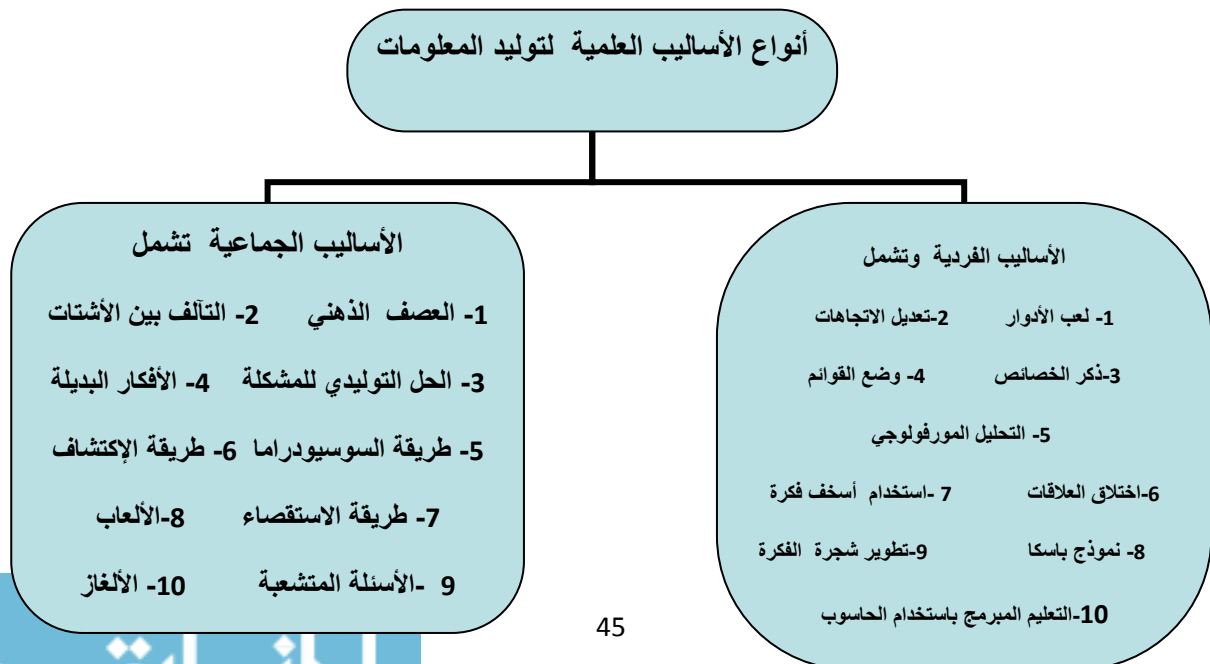 أنواع الأساليب العلمية لتوليد المعلومات
الأساليب الفردية وتشمل
1- لعب الأدوار 2-تعديل الاتجاهات
3-ذكر الخصائص 4- وضع القوائم
5- التحليل المورفولوجي
6-اختلاق العلاقات 7 -استخدام أسخف فكرة
8- نموذج باسكا 9-تطوير شجرة الفكرة
10-التعليم المبرمج باستخدام الحاسوب
الأساليب الجماعية تشمل
1- العصف الذهني 2- التآلف بين الأشتات
3- الحل التوليدي للمشكلة 4- الأفكار البديلة
5- طريقة السوسيودراما 6- طريقة الإكتشاف
7- طريقة الاستقصاء 8-الألعاب
9 -الأسئلة المتشعبة 10- الألغاز
45